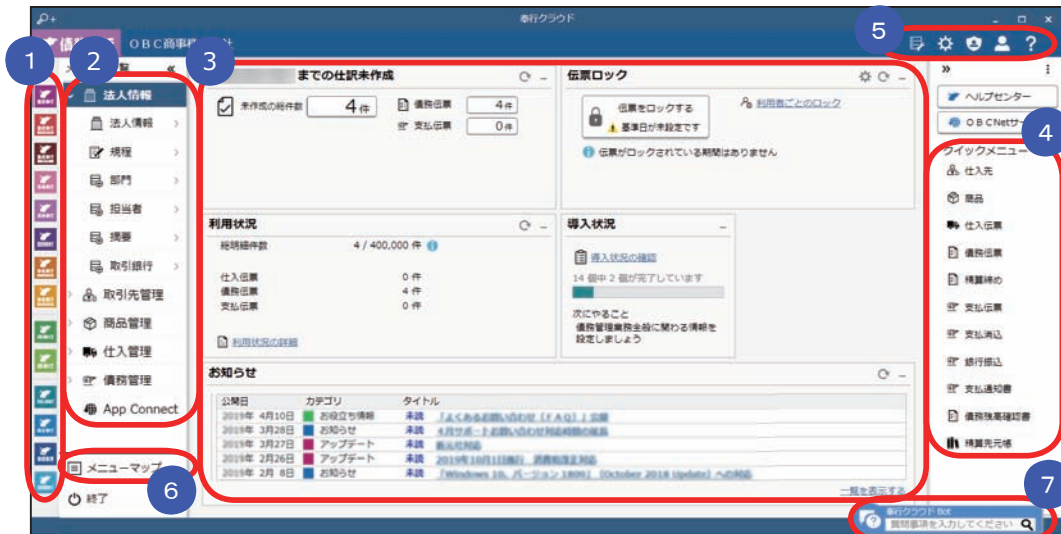 奉行クラウド
債務
OBC商事
5
1
2
覧
«
3
法人情報
法人情報
規程
部門
担当者
摘要
取引銀行
取引先管理
商品管理
仕入管理
債務管理
App Connect
メニューマップ
6
終了
までの仕訳未作成
未作成の総件数 4件
債務伝票 4件
支払伝票 0件
伝票ロック
伝票をロックする
基準日が未設定です
利用者ごとのロック
伝票がロックされている期間はありません
利用状況
総明細件数 4 / 400,000 件
仕入伝票 0 件
債務伝票 4 件
支払伝票 0 件
利用状況の詳細
導入状況
導入状況の確認
14 個中 2 個が完了しています
次にやること
債務管理業務全般に関わる情報を
設定しましょう
お知らせ
公開日 カテゴリ タイトル
2019年 4月10日 お役立ち情報 未読 「よくあるお問い合わせ（FAQ）」公開
2019年 3月28日 お知らせ 未読 4月サポートお問い合わせ対応時間の延長
2019年 3月27日 アップデート 未読 新元号対応
2019年 2月26日 アップデート 未読 2019年10月1日施行 消費税改正対応
2019年 2月 8日 お知らせ 未読 「Windows 10、バージョン 1809」（October 2018 Update）への対応
一覧を表示する
»
ヘルプセンター
OBCNetサー
4
クイックメニュー
仕入先
商品
仕入伝票
債務伝票
精算締め
支払伝票
支払消込
銀行振込
支払通知書
債務残高確認書
精算先元帳
7
奉行クラウド Bot
質問事項を入力してください